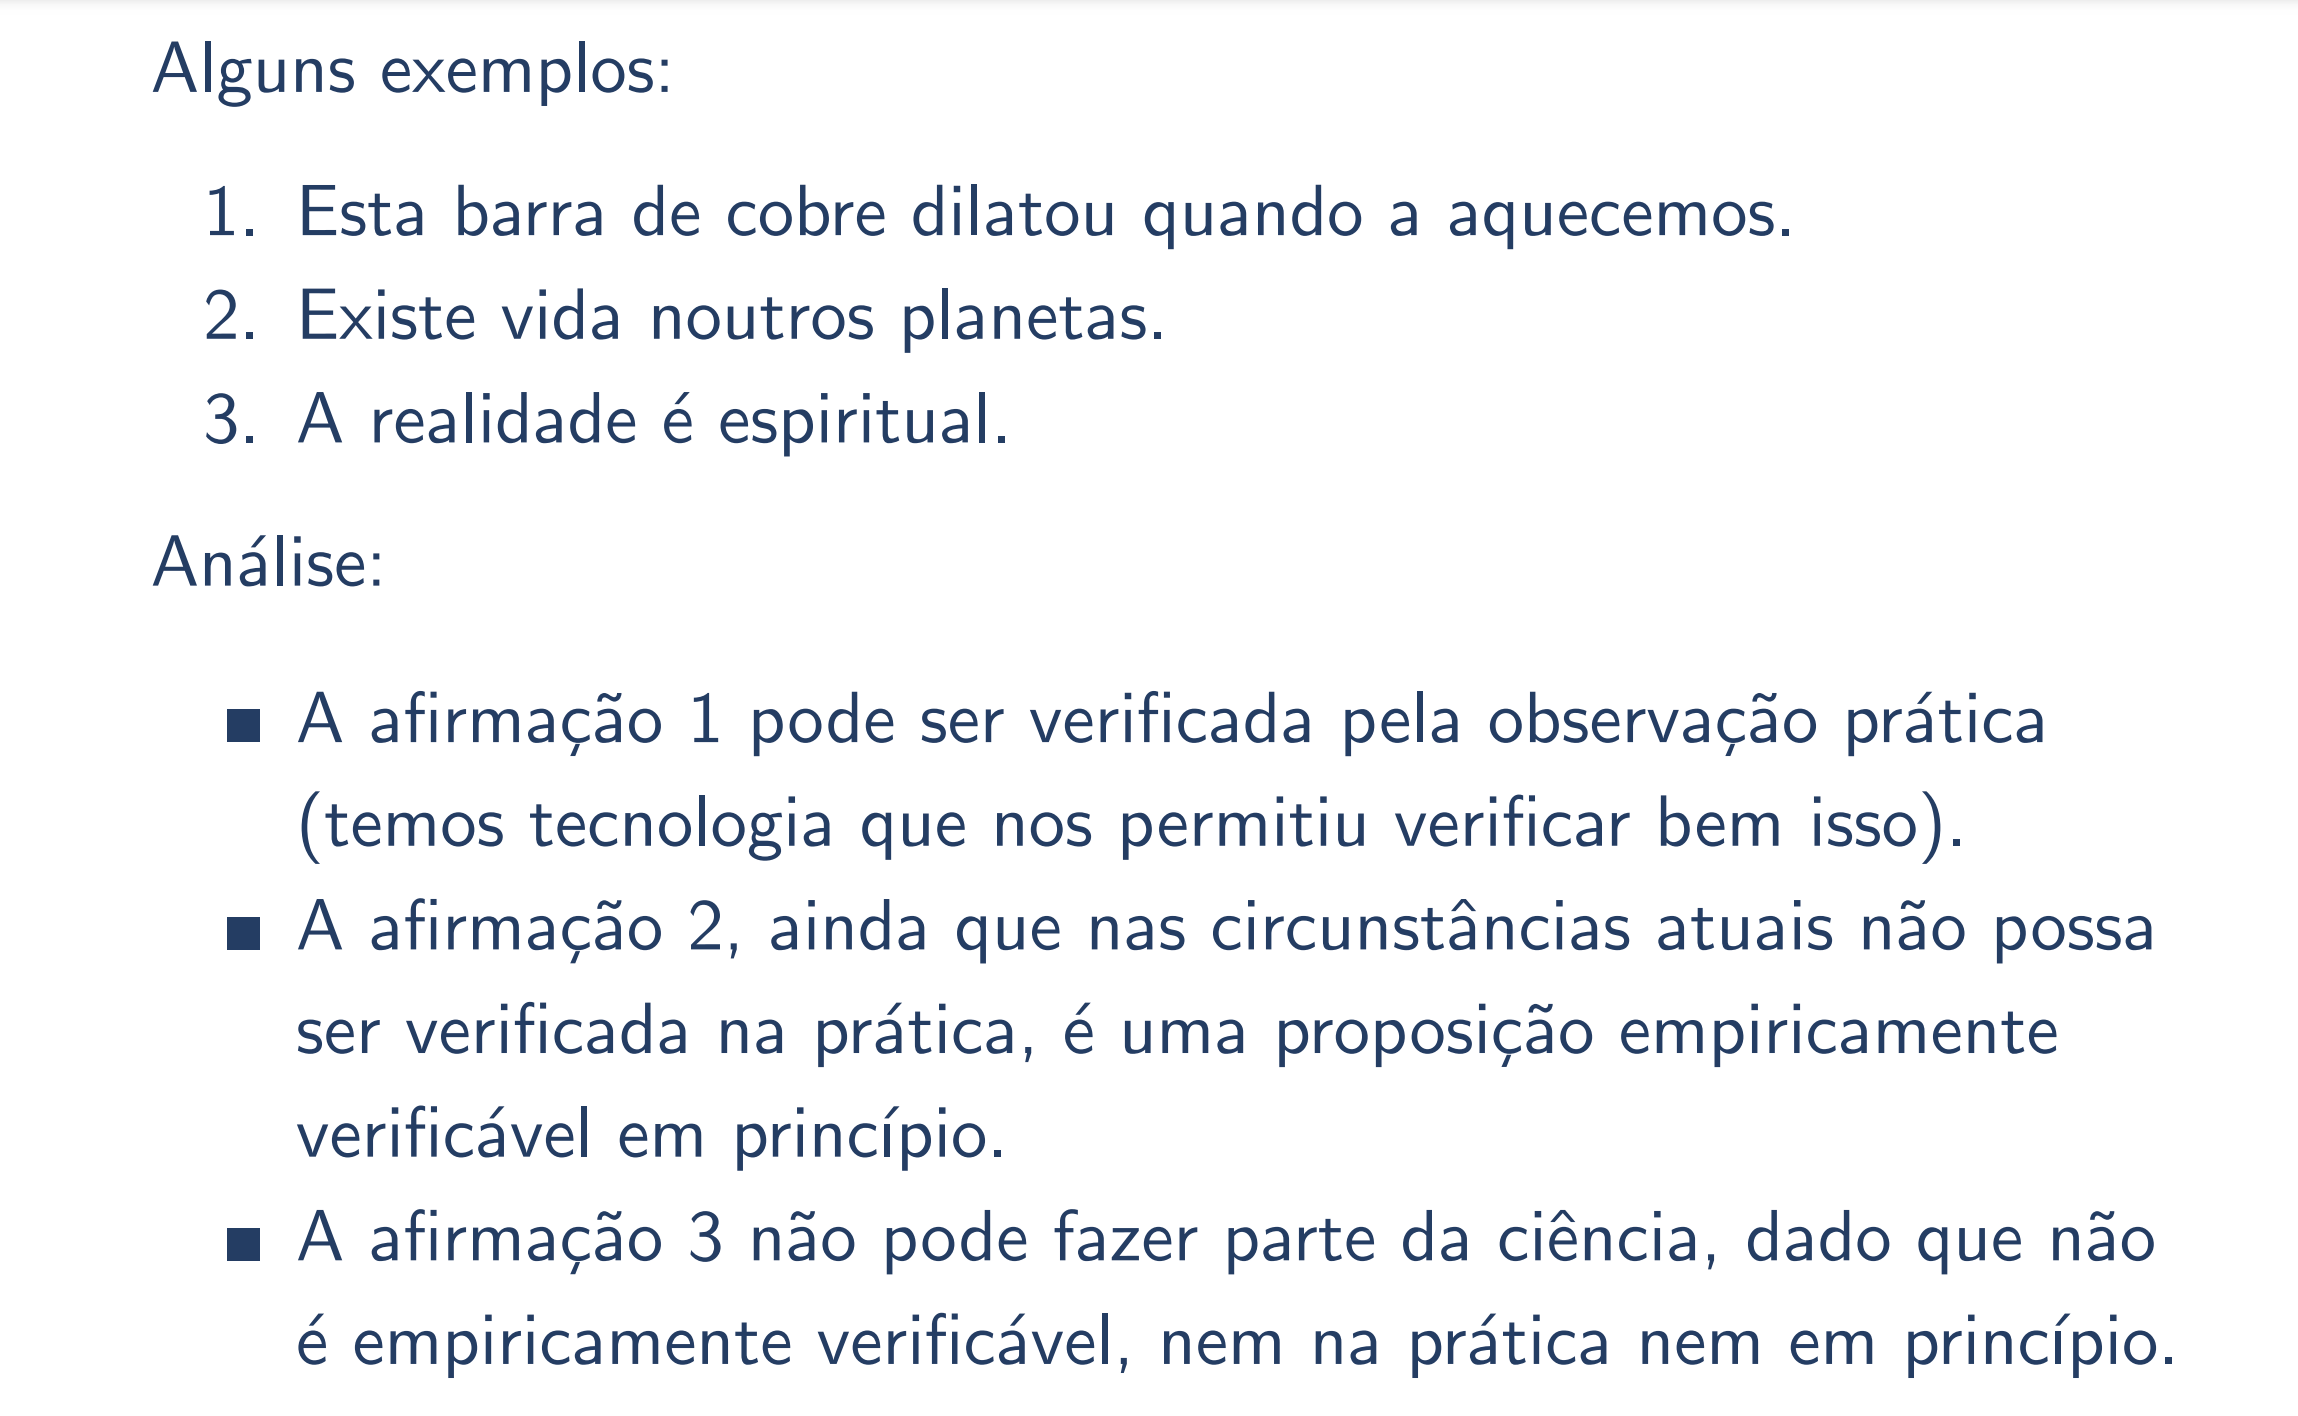 Alguns exemplos:
1. Esta barra de cobre dilatou quando a aquecemos.
2. Existe vida noutros planetas.
3. A realidade é espiritual.
Análise:
■ A afirmação 1 pode ser verificada pela observação prática
(temos tecnologia que nos permitiu verificar bem isso).
■ A afirmação 2, ainda que nas circunstâncias atuais não possa
ser verificada na prática, é uma proposição empiricamente
verificável em princípio.
■ A afirmação 3 não pode fazer parte da ciência, dado que não
é empiricamente verificável, nem na prática nem em princípio.